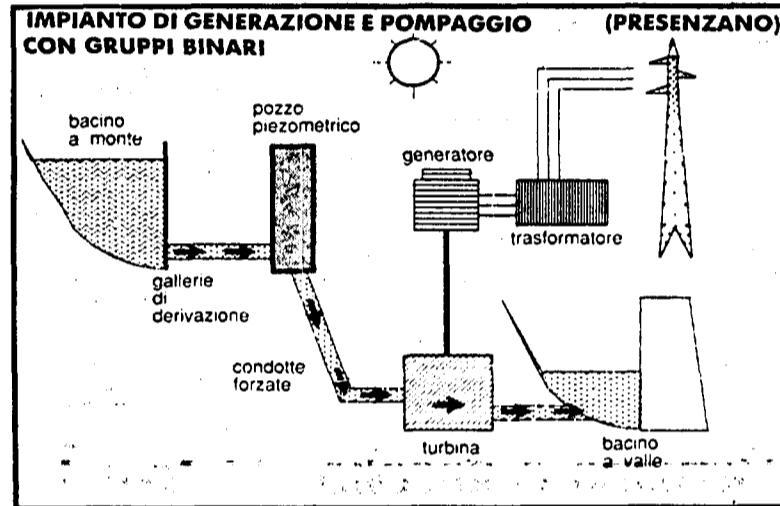 IMPIANTO DI GENERAZIONE E POMPAGGIO (PRESENZANO)
CON GRUPPI BINARI
bacino
a monte
pozzo
piezometrico
generatore
trasformatore
gallerie
di
derivazione
condotte
forzate
turbina
bacino
a valle